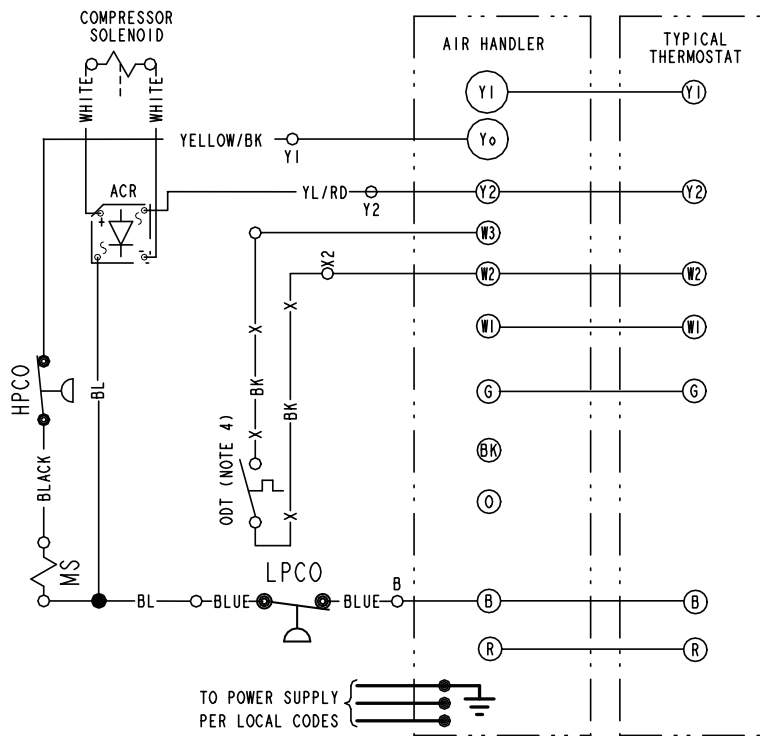 COMPRESSOR
SOLENOID
AIR HANDLER
TYPICAL
THERMOSTAT
WHITE
WHITE
Y1
Y1
YELLOW/BK
Y1
Yo
ACR
YL/RD
Y2
Y2
Y2
+
-
W3
X2
W2
W2
X
X
W1
W1
HPCO
BL
BK
BK
G
G
ODT (NOTE 4)
X
BK
BLACK
O
X
MS
LPCO
B
BL
BLUE
BLUE
B
B
R
R
TO POWER SUPPLY
PER LOCAL CODES